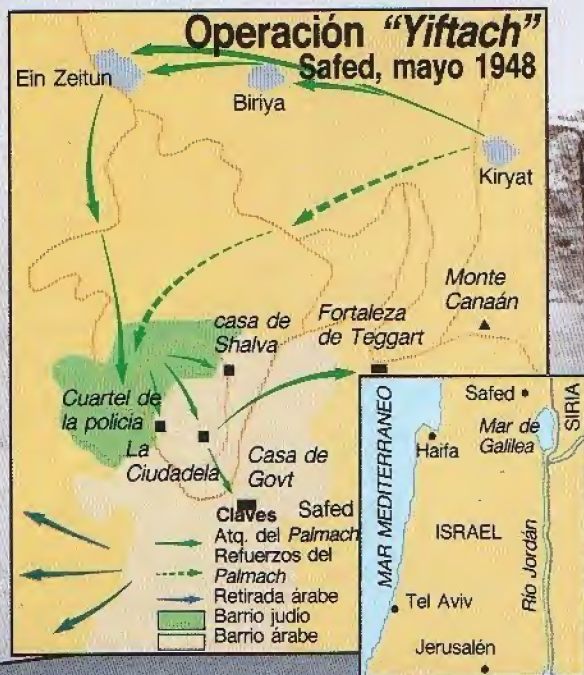 Operación "Yiftach"
Safed, mayo 1948
Ein Zeitun
Biriya
Kiryat
Monte
Canaán
Fortaleza
de Teggart
casa de
Shalva
Cuartel de
la policia
La
Ciudadela
Casa de
Govt
Safed
Claves
Atq. del Palmach
Refuerzos del
Palmach
Retirada árabe
Barrio judio
Barrio árabe
MAR MEDITERRANEO
Safed
Mar de
Galilea
SIRIA
Haifa
ISRAEL
Río Jordán
Tel Aviv
Jerusalén